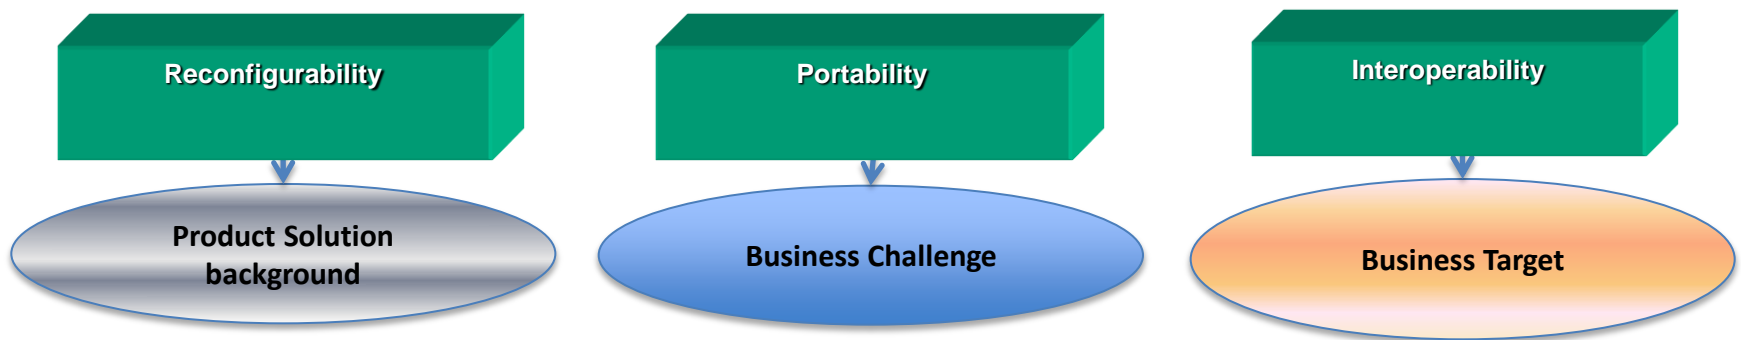 Reconfigurability
Portability
Interoperability
Product Solution
background
Business Challenge
Business Target